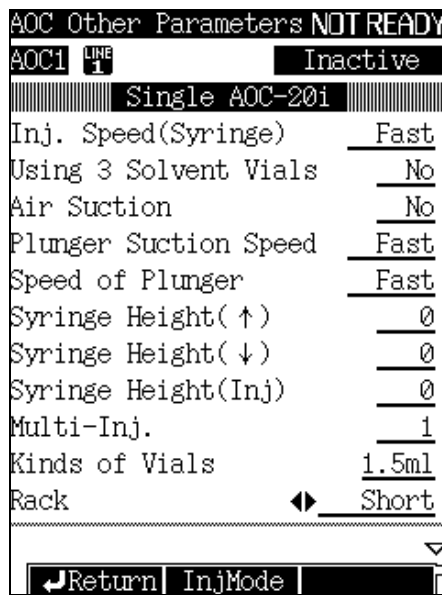 AOC Other Parameters NOT READY
AOC1 LINE 1 Inactive
Single AOC-20i
Inj. Speed(Syringe) Fast
Using 3 Solvent Vials No
Air Suction No
Plunger Suction Speed Fast
Speed of Plunger Fast
Syringe Height(↑) 0
Syringe Height(↓) 0
Syringe Height(Inj) 0
Multi-Inj. 1
Kinds of Vials 1.5ml
Rack Short
Return InjMode